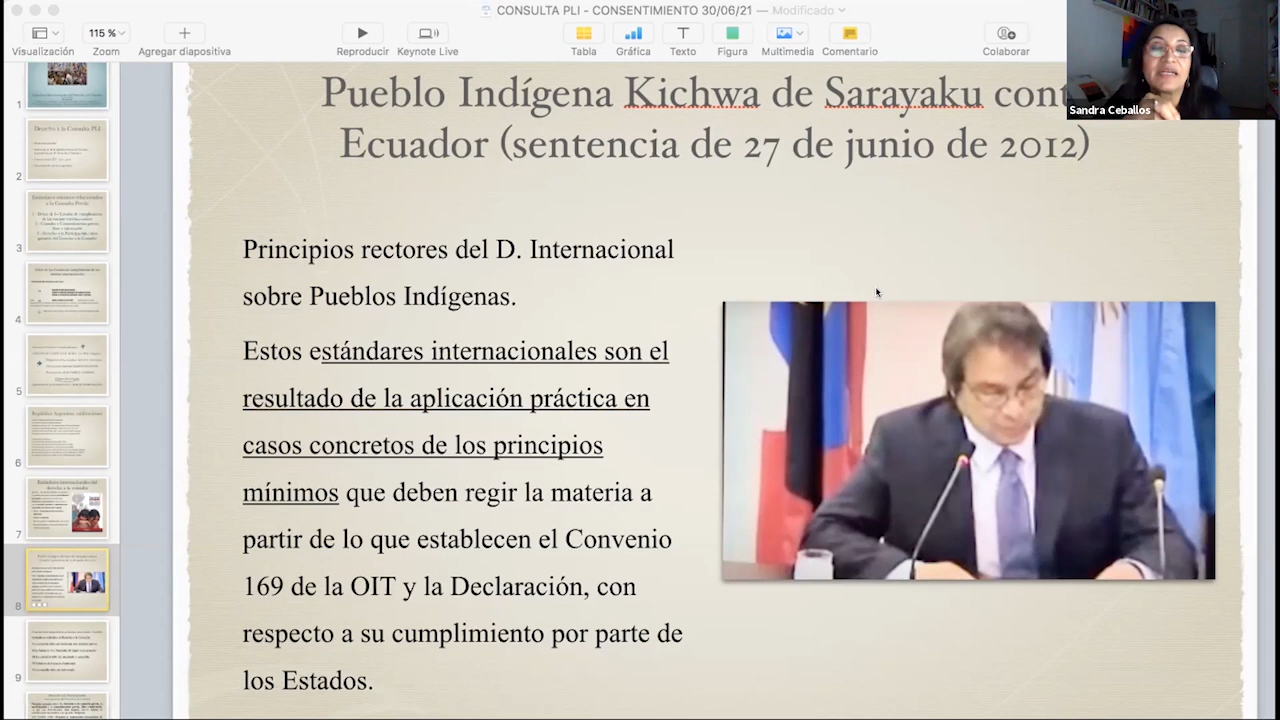 CONSULTA PLI - CONSENTIMIENTO 30/06/21 — Modificado
115 %
Visualización
Zoom
Agregar diapositiva
Reproducir
Keynote Live
Tabla
Gráfica
Texto
Figura
Multimedia
Comentario
Colaborar
Sandra Ceballos
Pueblo Indígena Kichwa de Sarayaku cont
Ecuador (sentencia de 27 de junio de 2012)
Principios rectores del D. Internacional
sobre Pueblos Indígenas.
Estos estándares internacionales son el
resultado de la aplicación práctica en
casos concretos de los principios
mínimos que deben regir la materia a
partir de lo que establecen el Convenio
169 de la OIT y la Declaración, con
respecto a su cumplimiento por parte de
los Estados.
1
2
Derecho a la Consulta PLI
3
4
5
6
7
8
9